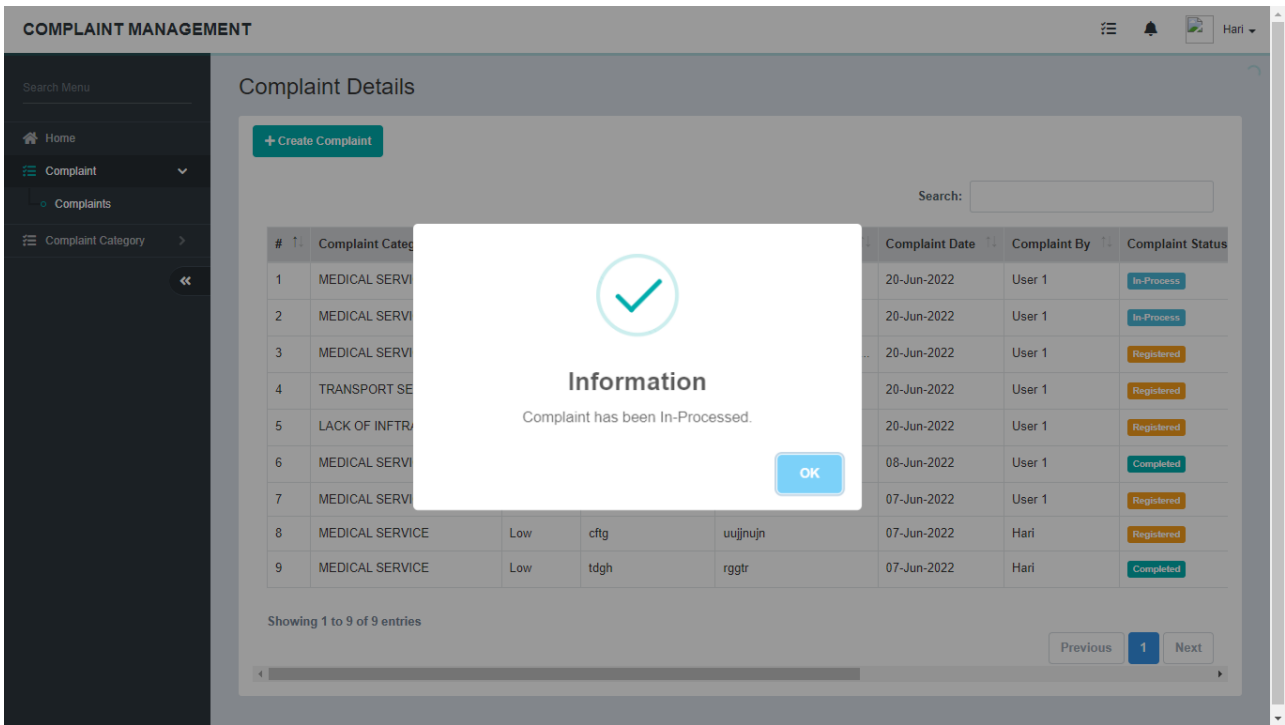 COMPLAINT MANAGEMENT
Hari
Search Menu
Home
Complaint
Complaints
Complaint Category
Complaint Details
+ Create Complaint
Search:
# Complaint Categ Complaint Date Complaint By Complaint Status
1 MEDICAL SERVI 20-Jun-2022 User 1 In-Process
2 MEDICAL SERVI 20-Jun-2022 User 1 In-Process
3 MEDICAL SERVI .. 20-Jun-2022 User 1 Registered
4 TRANSPORT SE 20-Jun-2022 User 1 Registered
5 LACK OF INFTRA 20-Jun-2022 User 1 Registered
6 MEDICAL SERVI 08-Jun-2022 User 1 Completed
7 MEDICAL SERVI 07-Jun-2022 User 1 Registered
8 MEDICAL SERVICE Low cftg uujjnujn 07-Jun-2022 Hari Registered
9 MEDICAL SERVICE Low tdgh rggtr 07-Jun-2022 Hari Completed
Information
Complaint has been In-Processed.
OK
Showing 1 to 9 of 9 entries
Previous 1 Next